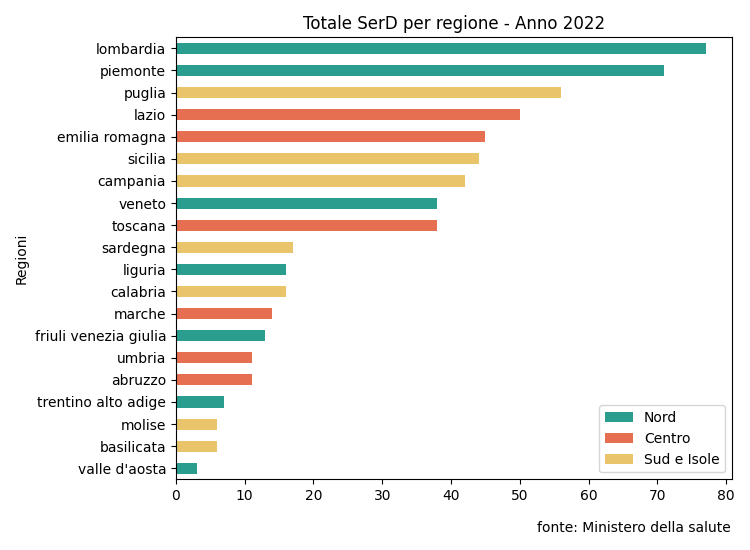 Totale SerD per regione - Anno 2022
Regioni
lombardia
piemonte
puglia
lazio
emilia romagna
sicilia
campania
veneto
toscana
sardegna
liguria
calabria
marche
friuli venezia giulia
umbria
abruzzo
trentino alto adige
molise
basilicata
valle d'aosta
Nord
Centro
Sud e Isole
0 10 20 30 40 50 60 70 80
fonte: Ministero della salute